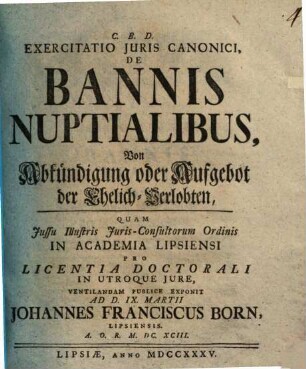 C. B. D.
EXERCITATIO JURIS CANONICI,
DE
BANNIS
NUPTIALIBUS,
Von
Abkündigung oder Aufgebot
der Ehelich-Verlobten,
QUAM
Jussu Illustris Juris-Consultorum Ordinis
IN ACADEMIA LIPSIENSI
PRO
LICENTIA DOCTORALI
IN UTROQUE JURE,
VENTILANDAM PUBLICE EXPONIT
AD D. IX. MARTII
JOHANNES FRANCISCUS BORN,
LIPSIENSIS.
A. O. R. M. DC. XCIII.
LIPSIÆ, ANNO MDCCXXXV.